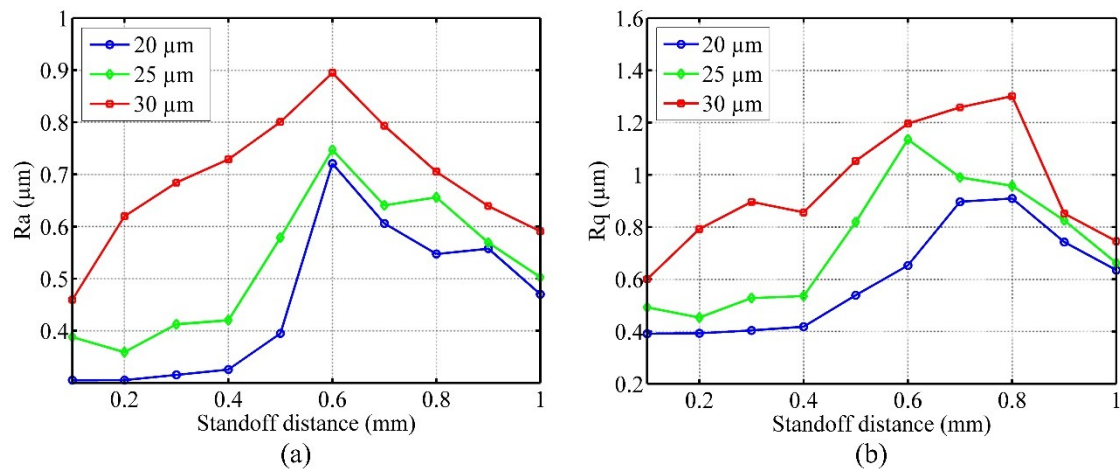 1
0.9
0.8
0.7
0.6
0.5
0.4
Ra (µm)
20 µm
25 µm
30 µm
0.2 0.4 0.6 0.8 1
Standoff distance (mm)
(a)
1.6
1.4
1.2
1
0.8
0.6
0.4
0.2
Rq (µm)
20 µm
25 µm
30 µm
0.2 0.4 0.6 0.8 1
Standoff distance (mm)
(b)